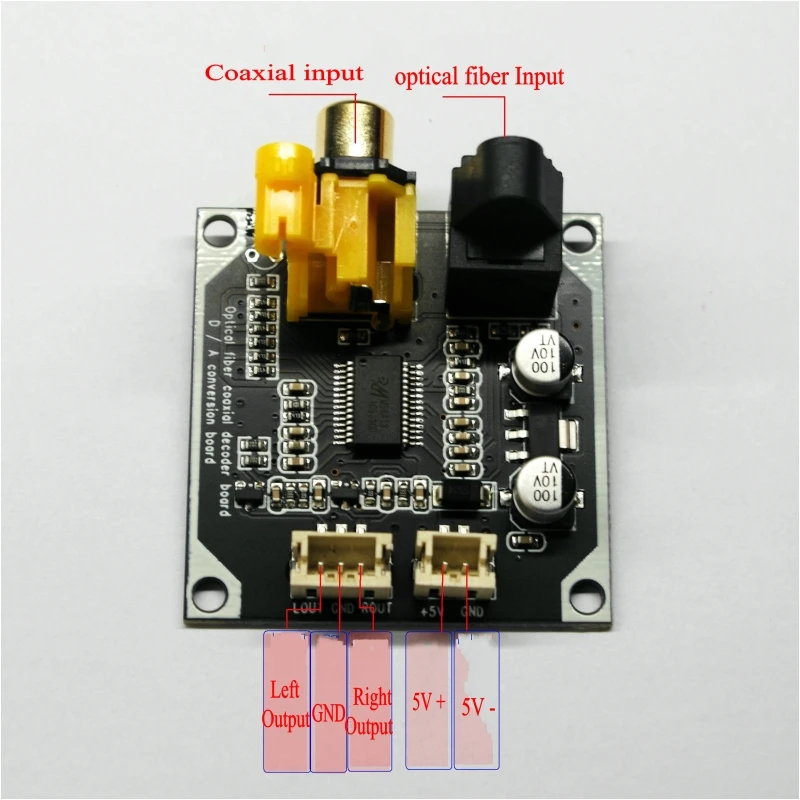 Coaxial input
optical fiber Input
Optical fiber coaxial decoder board
D / A conversion board
100
10V
VT
100
10V
VT
LOUT GND ROUT
+5V GND
Left
Output
GND
Right
Output
5V +
5V -